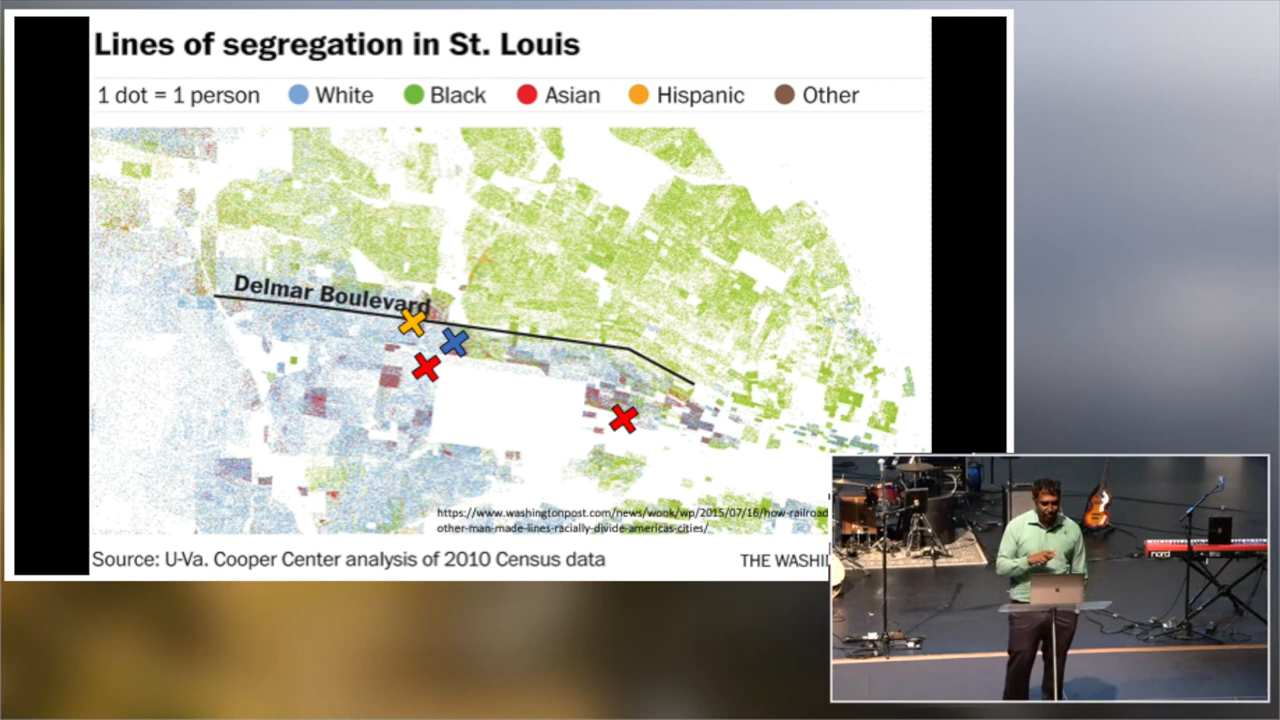 Lines of segregation in St. Louis
1 dot = 1 person White Black Asian Hispanic Other
Delmar Boulevard
https://www.washingtonpost.com/news/wonk/wp/2015/07/16/how-railroad
other-man-made-lines-racially-divide-americas-cities/
Source: U-Va. Cooper Center analysis of 2010 Census data THE WASHI
nord